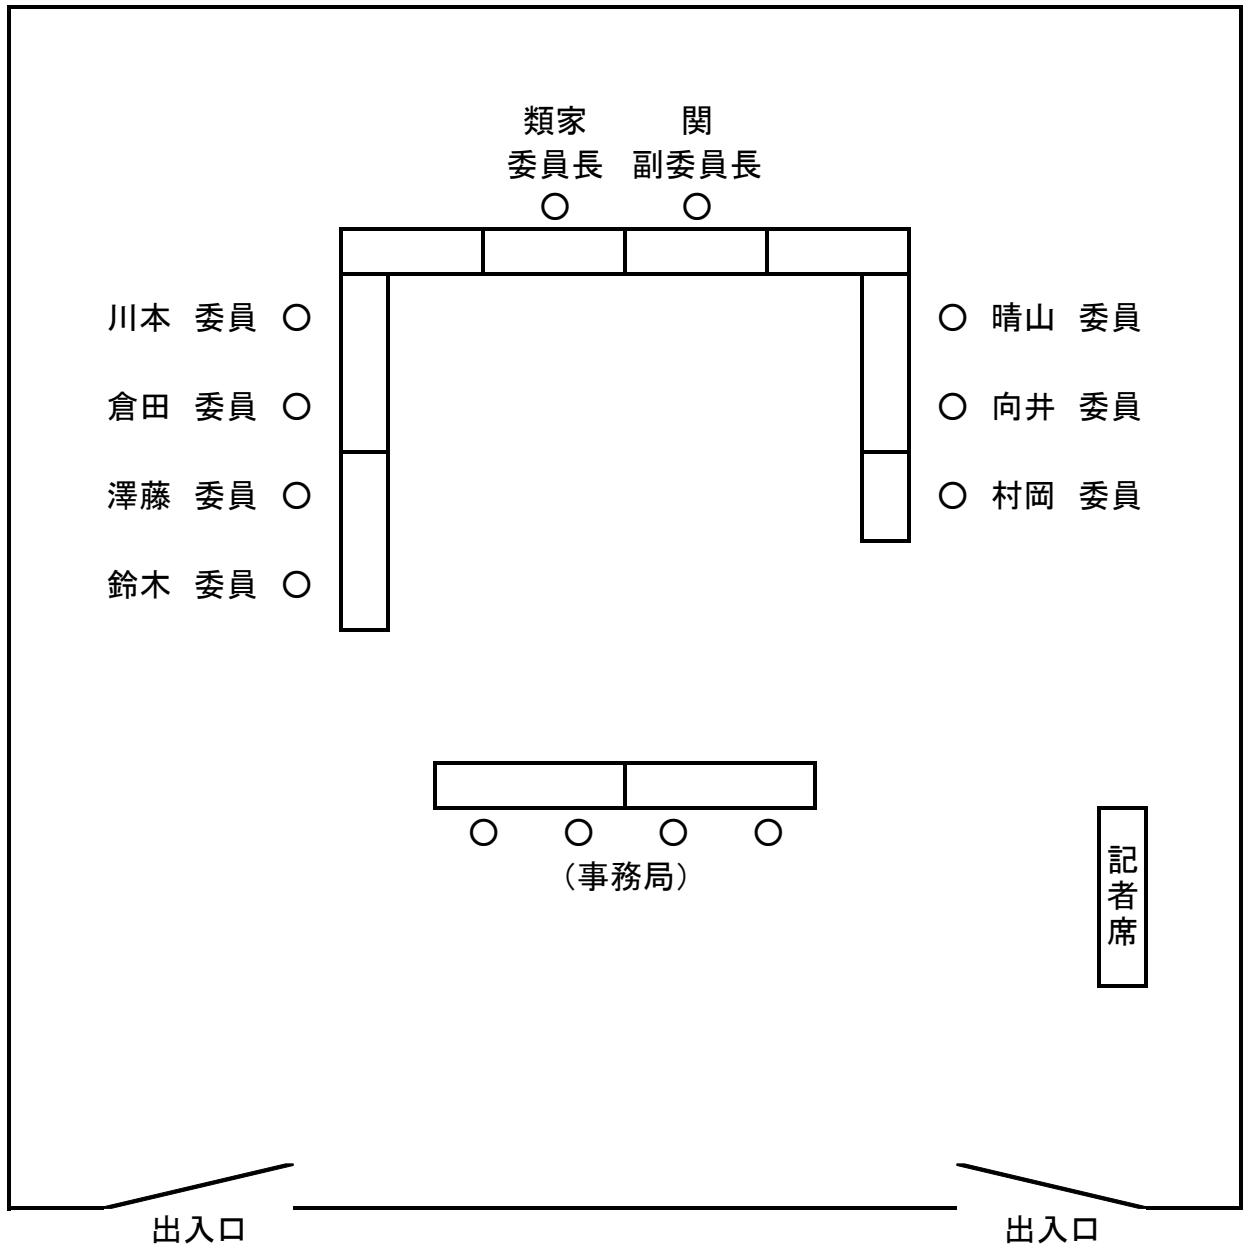 類家 関
委員長 副委員長
川本 委員 ○ ○ 晴山 委員
倉田 委員 ○ ○ 向井 委員
澤藤 委員 ○ ○ 村岡 委員
鈴木 委員 ○
（事務局）
記者席
出入口 出入口